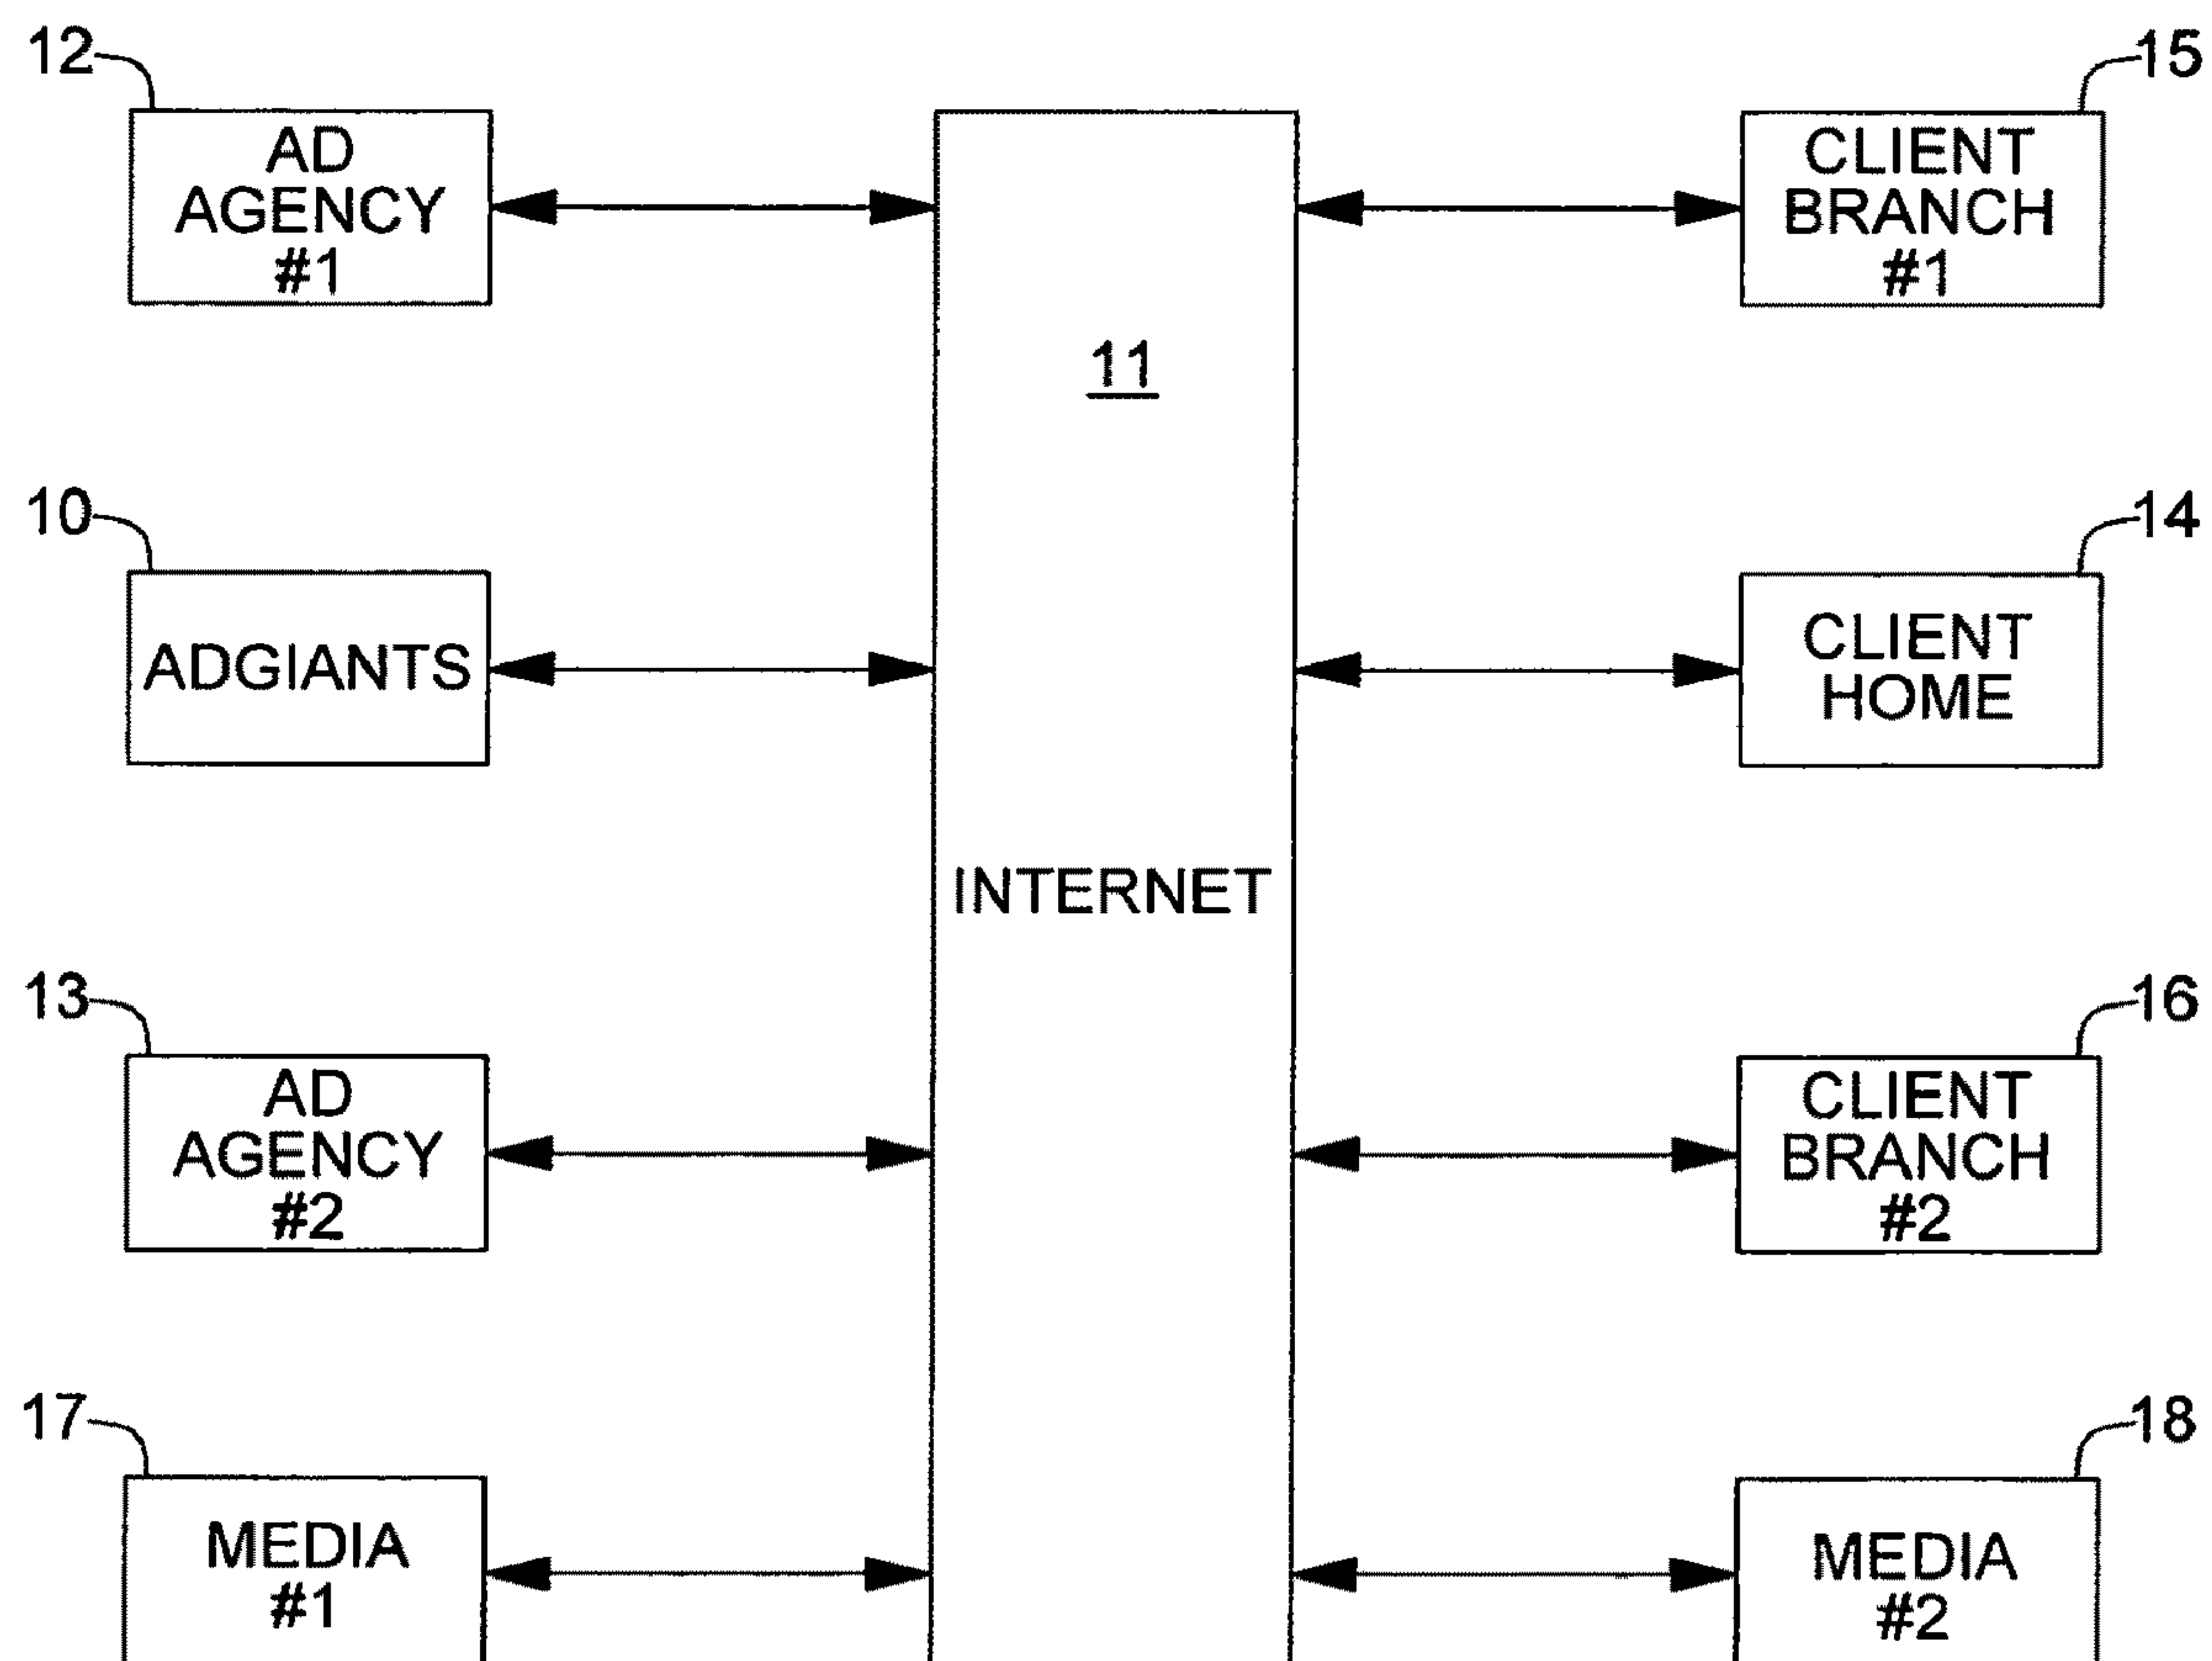 12
15
AD
AGENCY
#1
CLIENT
BRANCH
#1
11
10
14
ADGIANTS
CLIENT
HOME
INTERNET
13
16
AD
AGENCY
#2
CLIENT
BRANCH
#2
17
18
MEDIA
#1
MEDIA
#2